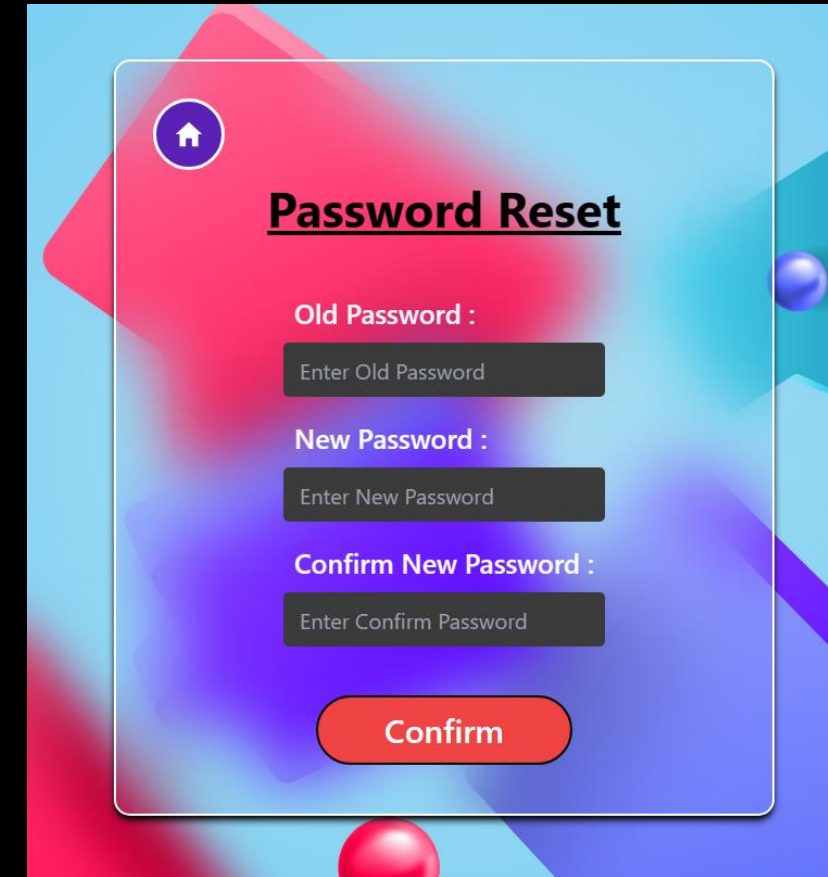 Password Reset
Old Password :
Enter Old Password
New Password :
Enter New Password
Confirm New Password :
Enter Confirm Password
Confirm